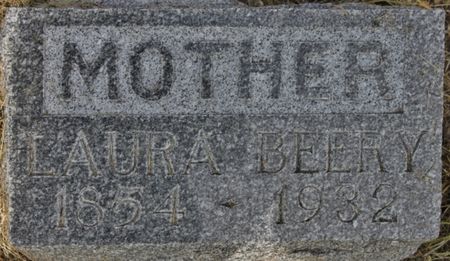 MOTHER
LAURA BEERY
1854 - 1932